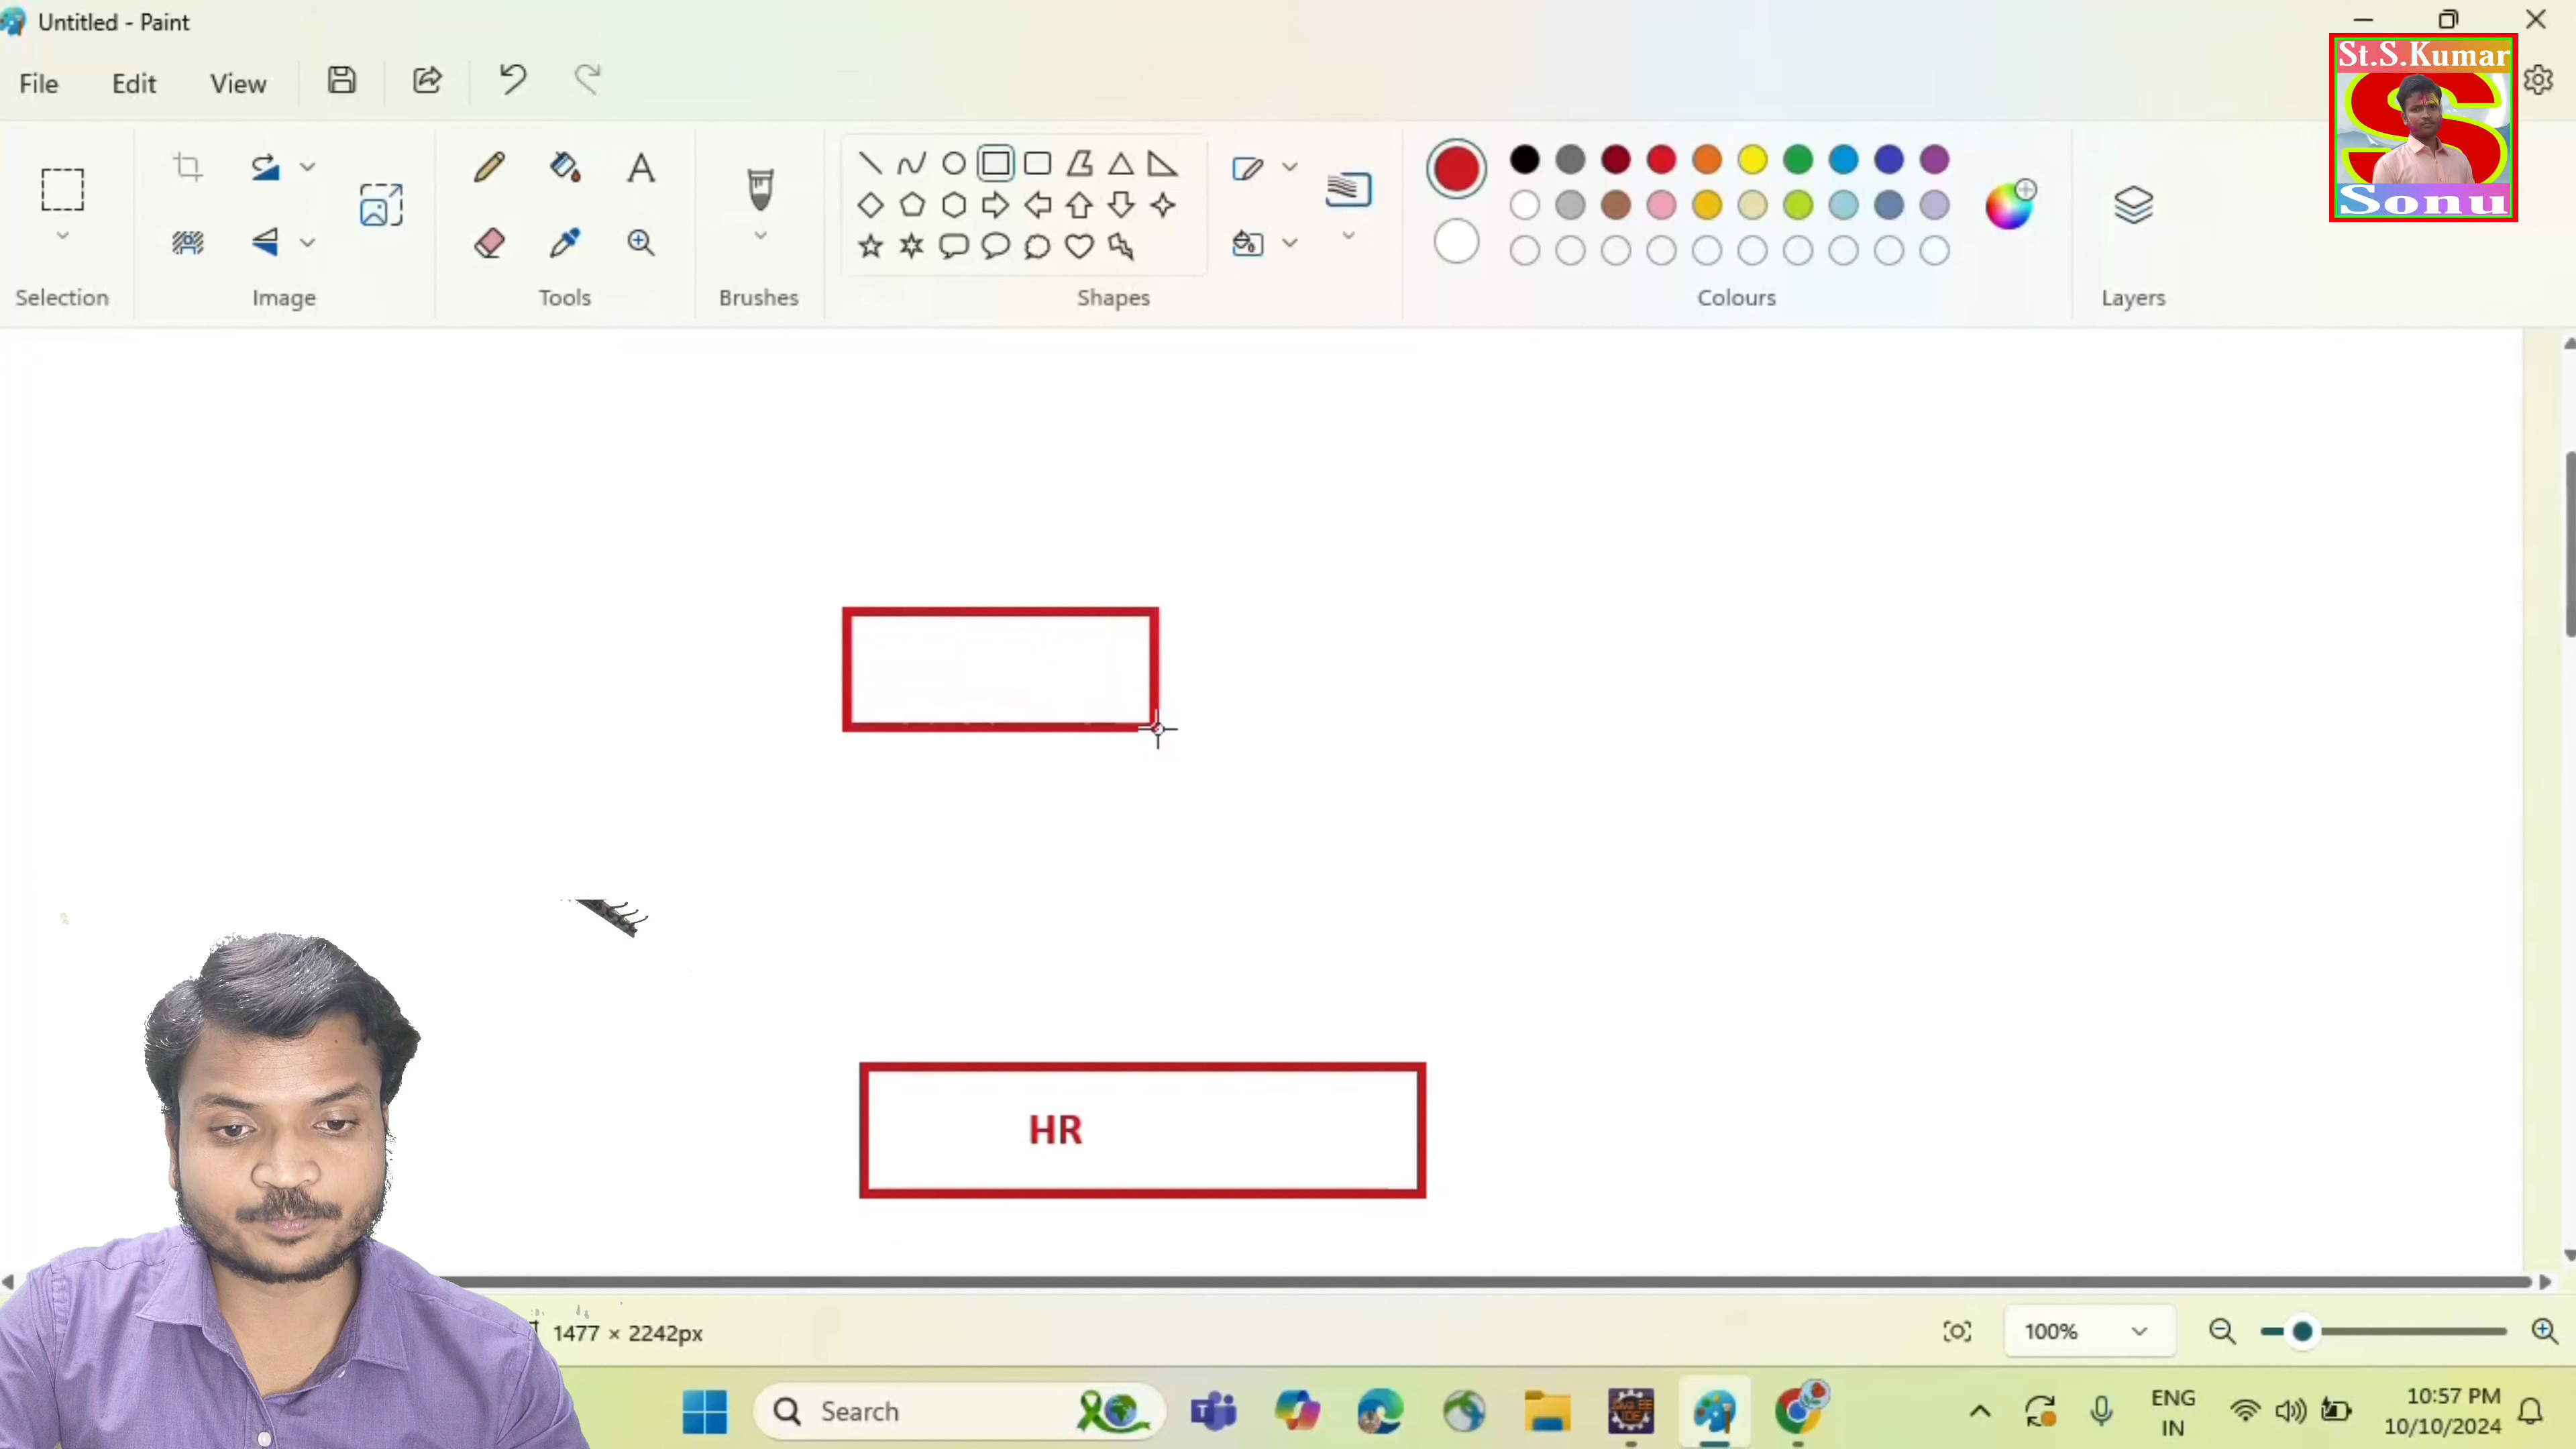 Untitled - Paint
File Edit View
St.S.Kumar
Sonu
Selection Image Tools A Brushes Shapes Colours Layers
HR
1477 × 2242px
100%
Search
ENG
IN
10:57 PM
10/10/2024